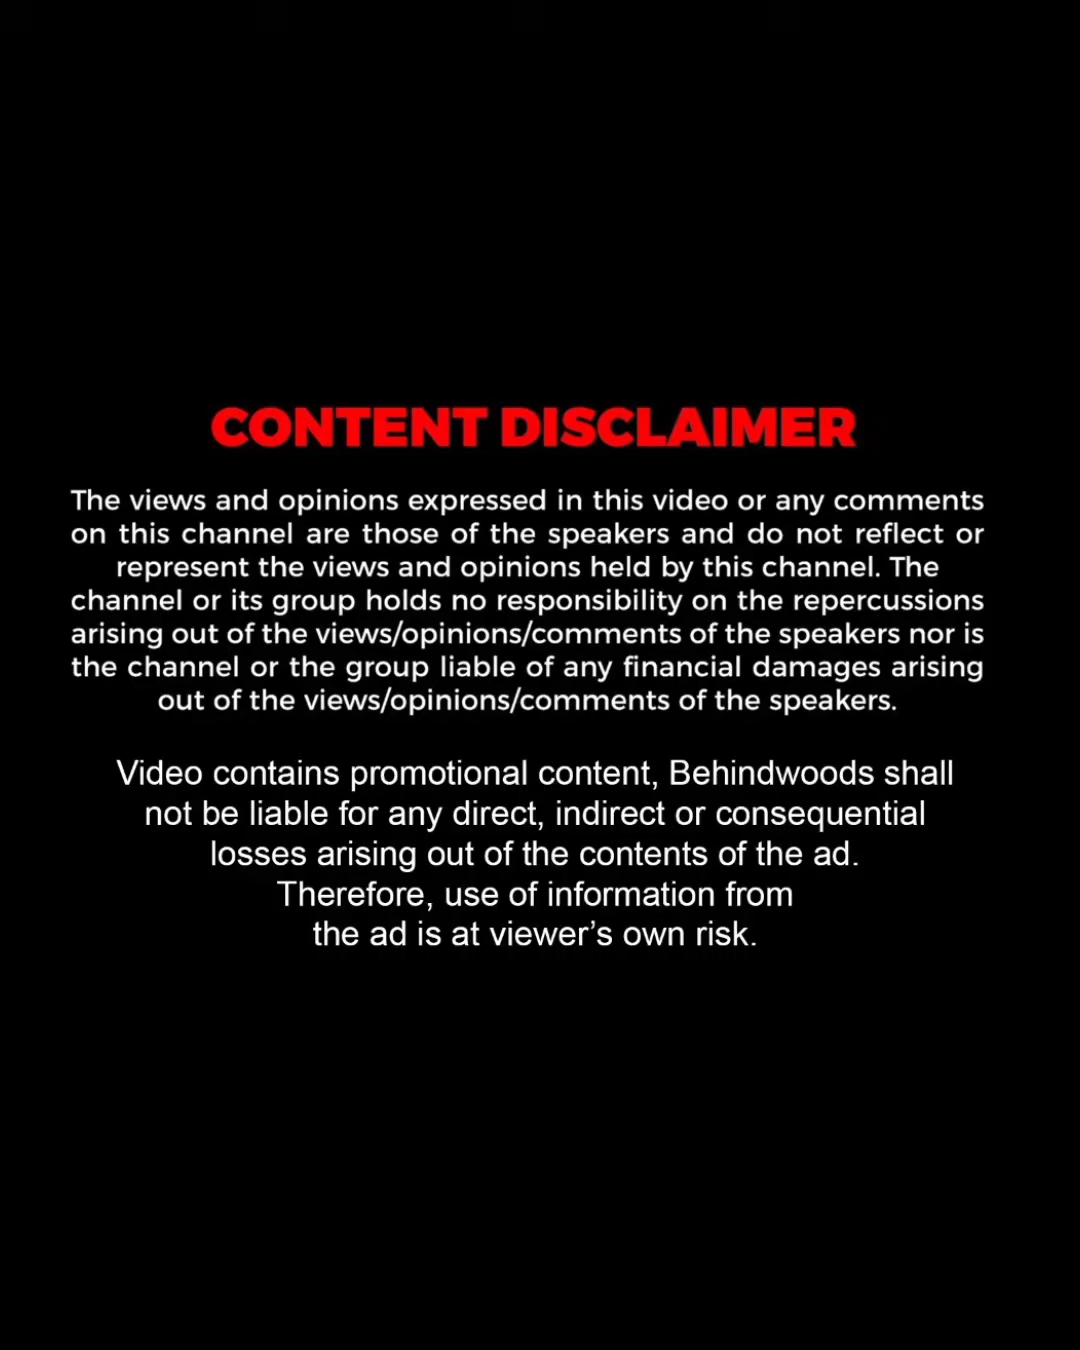 CONTENT DISCLAIMER
The views and opinions expressed in this video or any comments
on this channel are those of the speakers and do not reflect or
represent the views and opinions held by this channel. The
channel or its group holds no responsibility on the repercussions
arising out of the views/opinions/comments of the speakers nor is
the channel or the group liable of any financial damages arising
out of the views/opinions/comments of the speakers.
Video contains promotional content, Behindwoods shall
not be liable for any direct, indirect or consequential
losses arising out of the contents of the ad.
Therefore, use of information from
the ad is at viewer’s own risk.